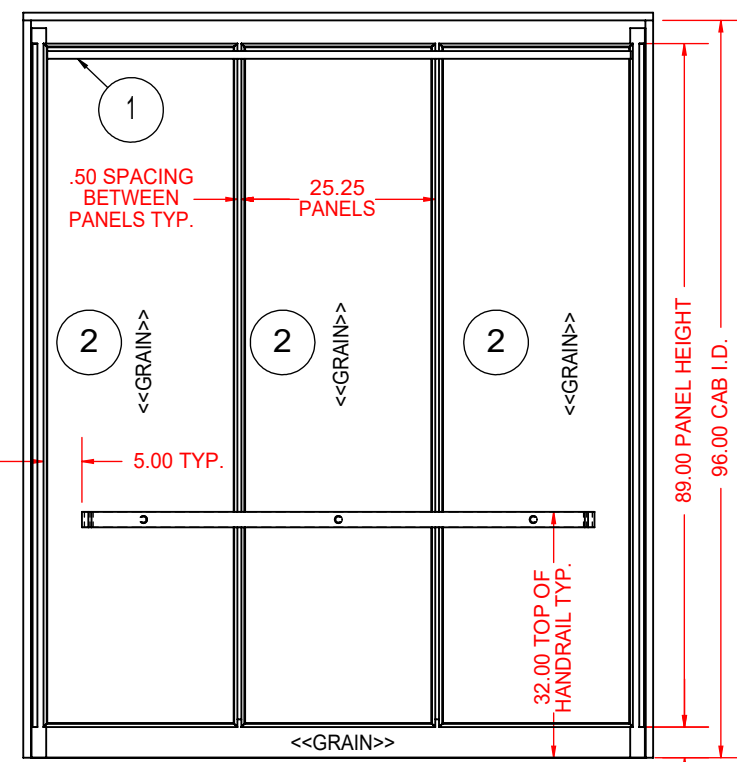 1
.50 SPACING
BETWEEN
PANELS TYP.
25.25
PANELS
2
2
2
<<GRAIN>>
<<GRAIN>>
<<GRAIN>>
5.00 TYP.
32.00 TOP OF
HANDRAIL TYP.
89.00 PANEL HEIGHT
96.00 CAB I.D.
<<GRAIN>>